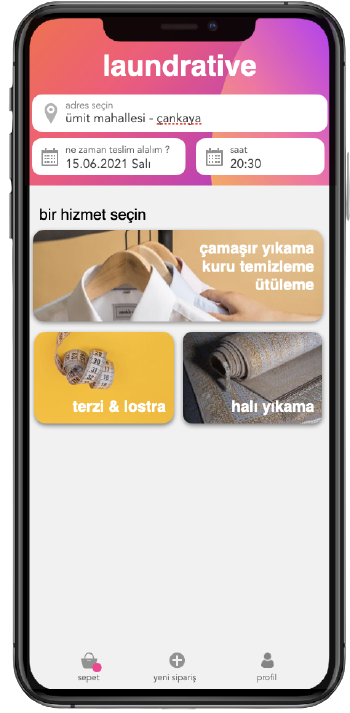 laundrative
adres seçin
ümit mahallesi - çankaya
ne zaman teslim alalım ?
15.06.2021 Salı
saat
20:30
bir hizmet seçin
çamaşır yıkama
kuru temizleme
ütüleme
terzi & lostra
halı yıkama
sepet
yeni sipariş
profil